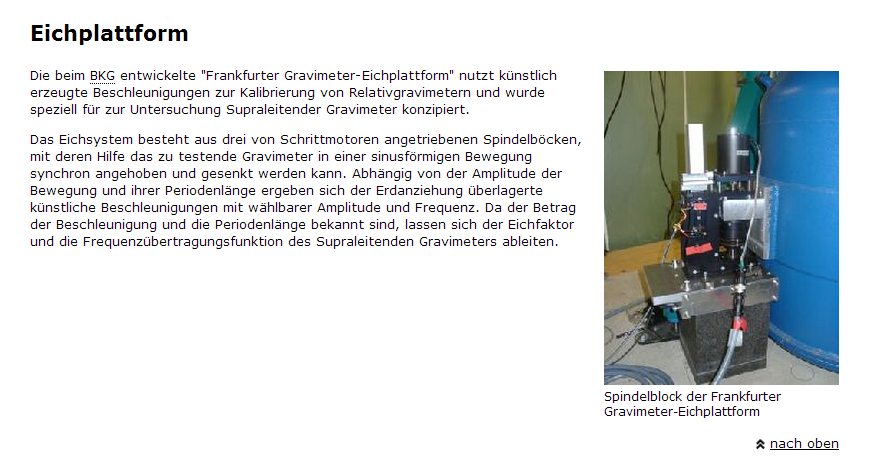 Eichplattform
Die beim BKG entwickelte "Frankfurter Gravimeter-Eichplattform" nutzt künstlich
erzeugte Beschleunigungen zur Kalibrierung von Relativgravimetern und wurde
speziell für zur Untersuchung Supraleitender Gravimeter konzipiert.
Das Eichsystem besteht aus drei von Schrittmotoren angetriebenen Spindelböcken,
mit deren Hilfe das zu testende Gravimeter in einer sinusförmigen Bewegung
synchron angehoben und gesenkt werden kann. Abhängig von der Amplitude der
Bewegung und ihrer Periodenlänge ergeben sich der Erdanziehung überlagerte
künstliche Beschleunigungen mit wählbarer Amplitude und Frequenz. Da der Betrag
der Beschleunigung und die Periodenlänge bekannt sind, lassen sich der Eichfaktor
und die Frequenzübertragungsfunktion des Supraleitenden Gravimeters ableiten.
Spindelblock der Frankfurter
Gravimeter-Eichplattform
nach oben